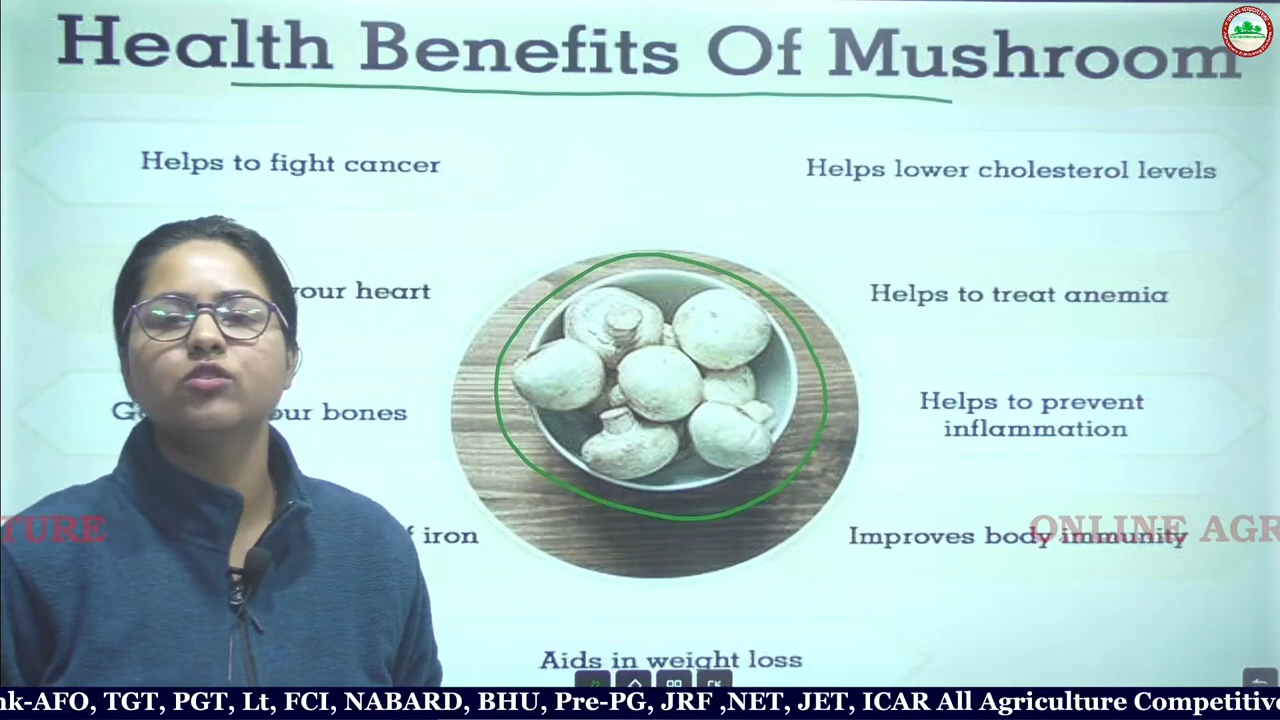 Health Benefits Of Mushroom
Helps to fight cancer
Helps lower cholesterol levels
your heart
Helps to treat anemia
our bones
Helps to prevent
inflammation
iron
Improves body immunity
Aids in weight loss
TURE
ONLINE AGR
nk-AFO, TGT, PGT, Lt, FCI, NABARD, BHU, Pre-PG, JRF ,NET, JET, ICAR All Agriculture Competitive